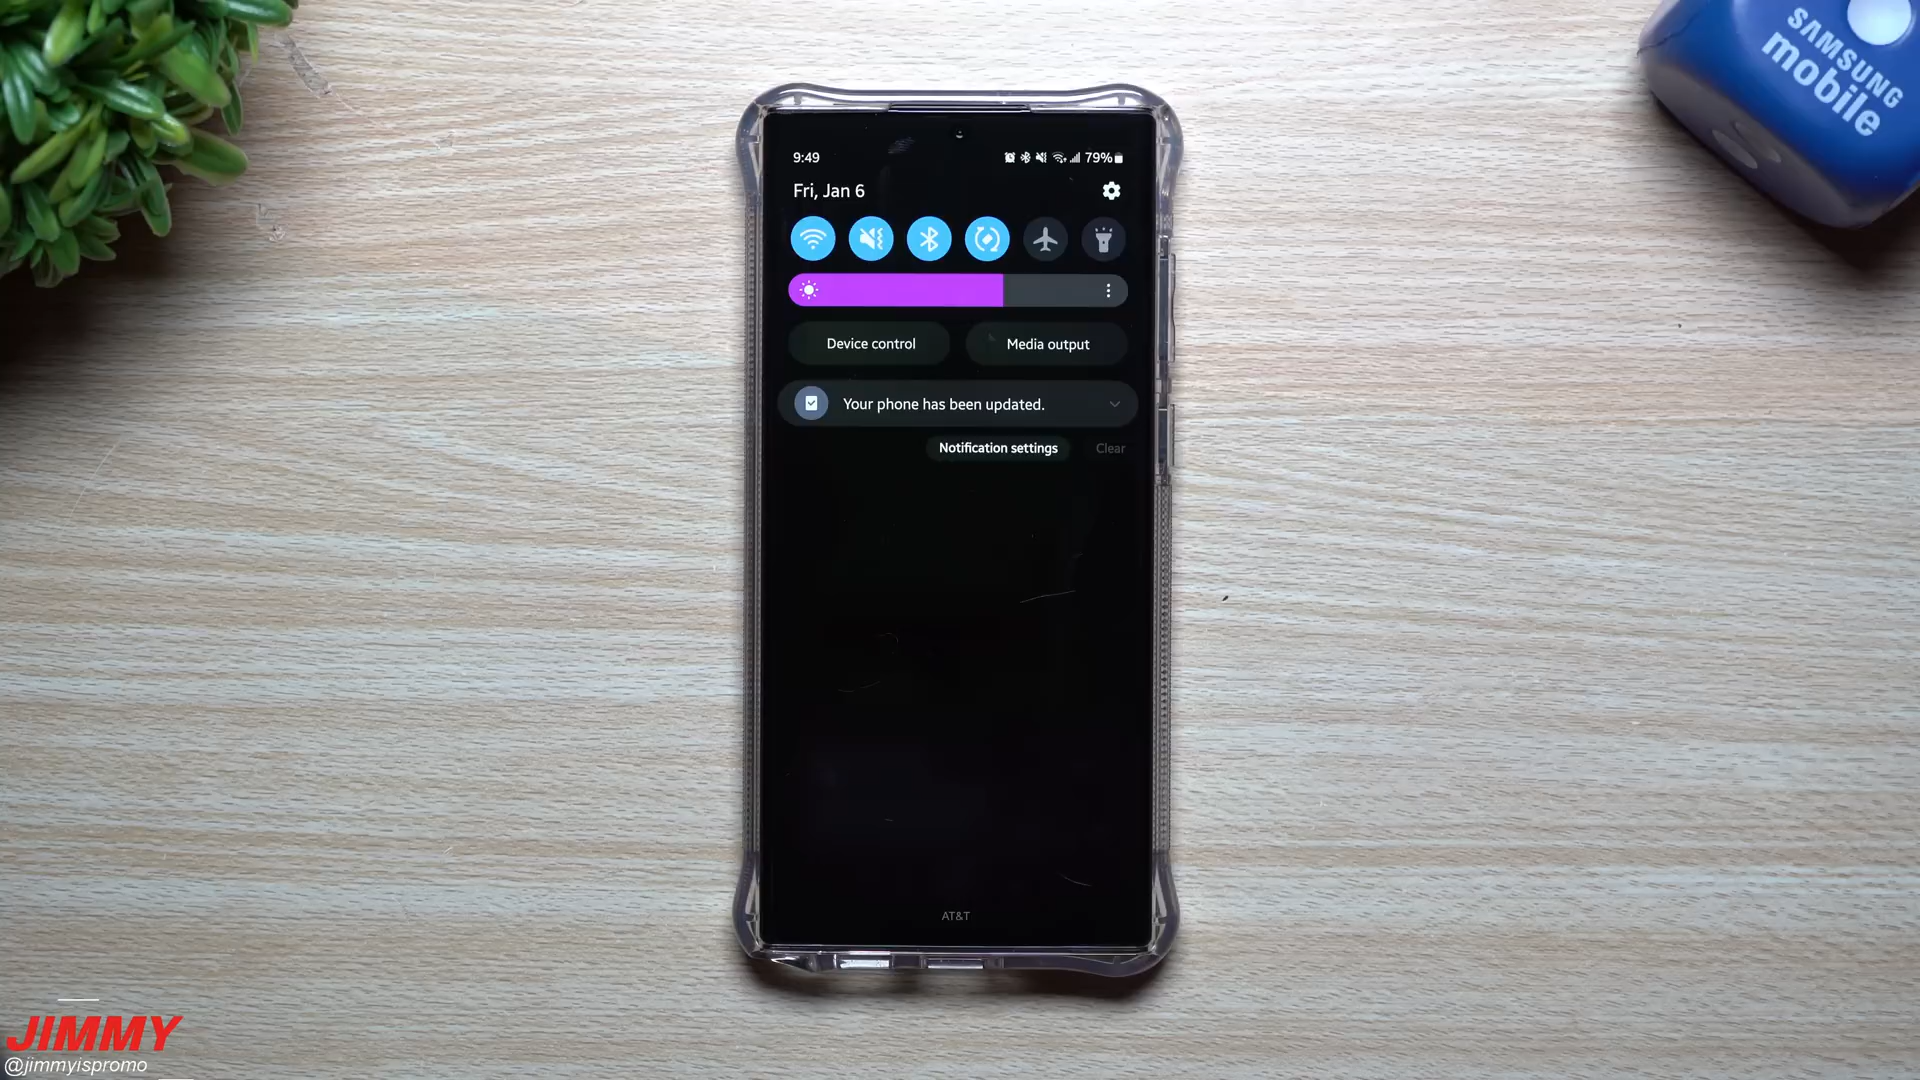 SAMSUNG
mobile
9:49
79%
Fri, Jan 6
Device control
Media output
Your phone has been updated.
Notification settings
Clear
AT&T
JIMMY
@jimmyispromo